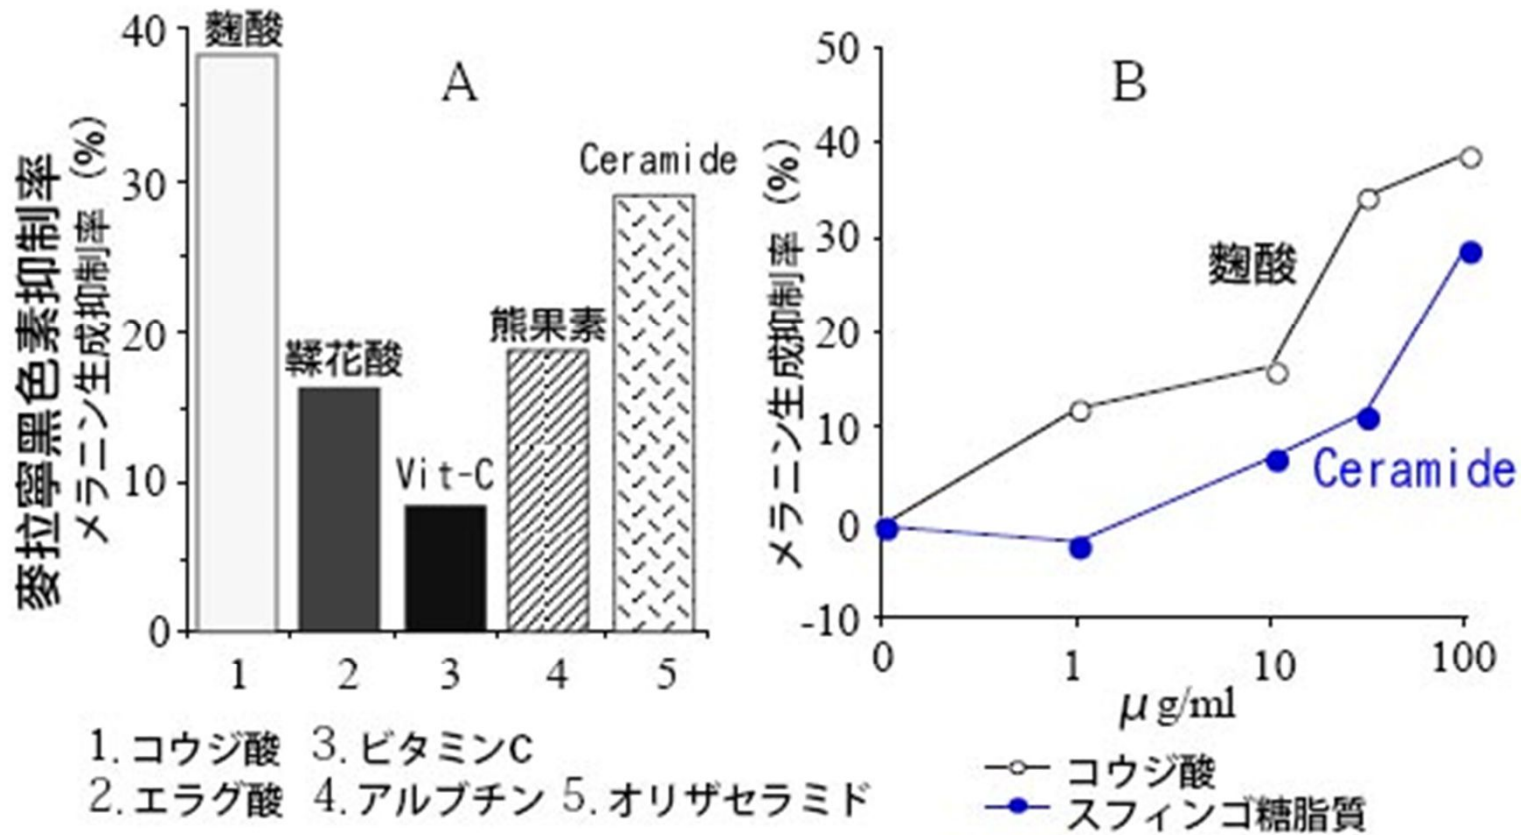 麴酸
A
Ceramide
熊果素
鞣花酸
Vit-C
麥拉寧黑色素抑制率
メラニン生成抑制率 (%)
40
30
20
10
0
1 2 3 4 5
1. コウジ酸 3. ビタミンC
2. エラグ酸 4. アルブチン 5. オリザセラミド
B
メラニン生成抑制率 (%)
50
40
30
20
10
0
-10
麴酸
Ceramide
0 1 10 100
μg/ml
コウジ酸
スフィンゴ糖脂質